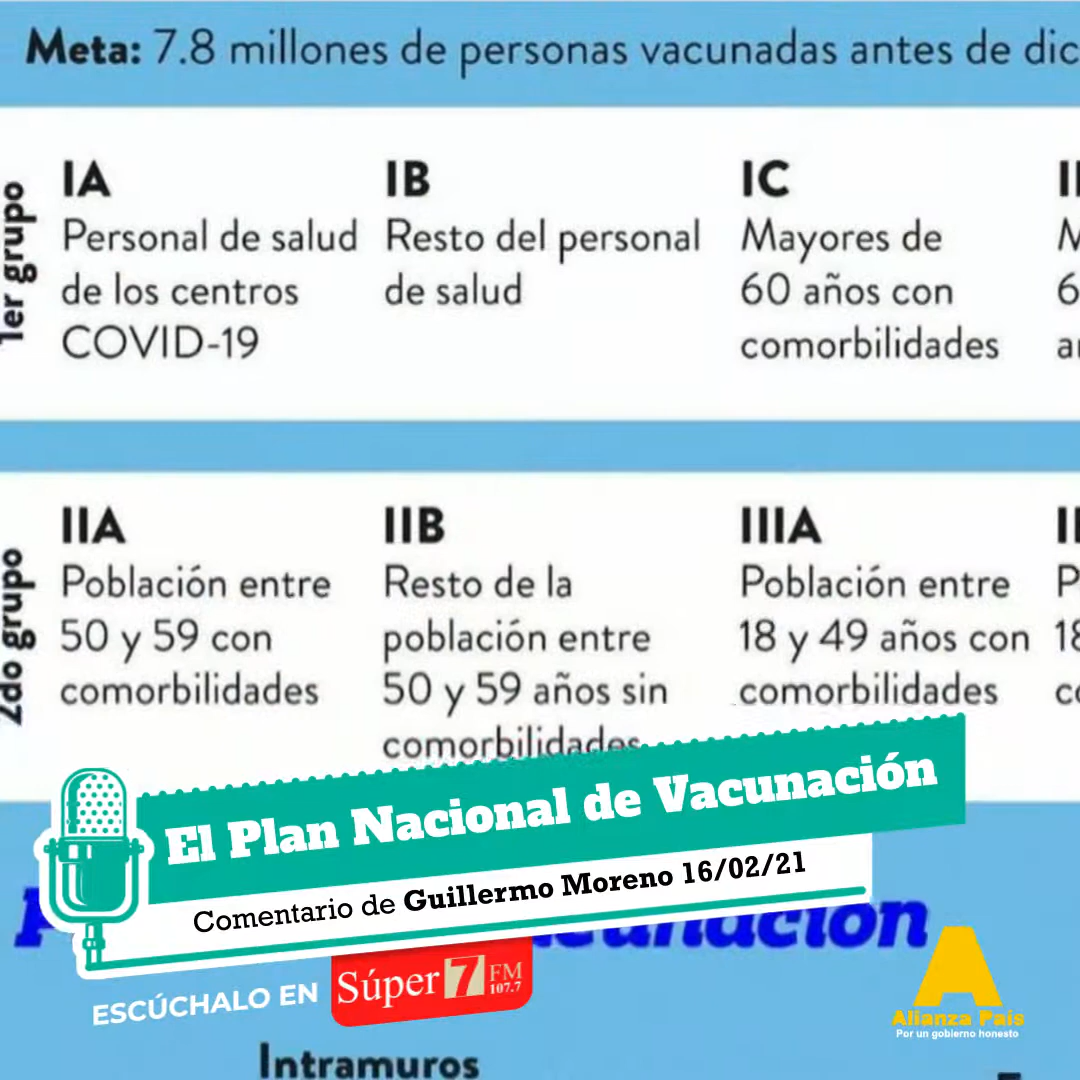 Meta: 7.8 millones de personas vacunadas antes de dic
1er grupo
IA
Personal de salud
de los centros
COVID-19
IB
Resto del personal
de salud
IC
Mayores de
60 años con
comorbilidades
2do grupo
IIA
Población entre
50 y 59 con
comorbilidades
IIB
Resto de la
población entre
50 y 59 años sin
comorbilidades
IIIA
Población entre
18 y 49 años con
comorbilidades
El Plan Nacional de Vacunación
Comentario de Guillermo Moreno 16/02/21
ESCÚCHALO EN
Súper 7 FM
107.7
Alianza País
Por un gobierno honesto
Intramuros